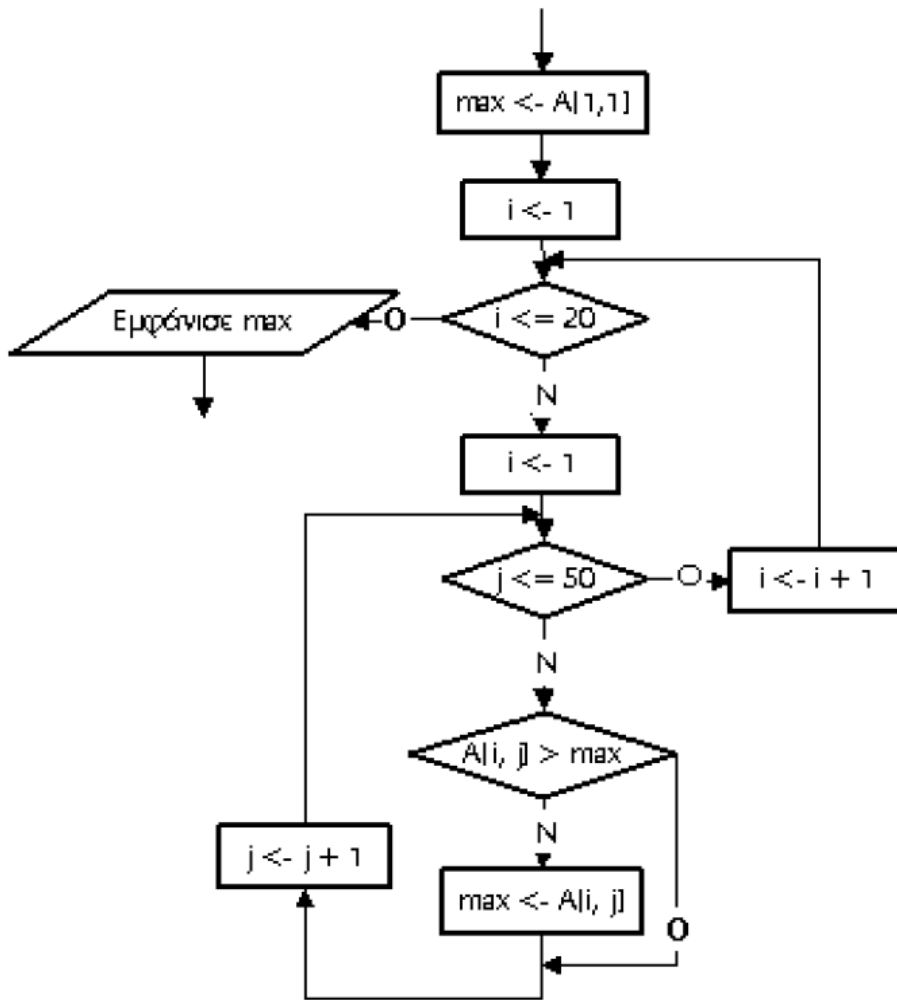 max <- A[1,1]
i <- 1
i <= 20
Ο
Εμφάνισε max
Ν
i <- 1
j <= 50
Ο
i <- i + 1
Ν
A[i, j] > max
Ν
Ο
max <- A[i, j]
j <- j + 1